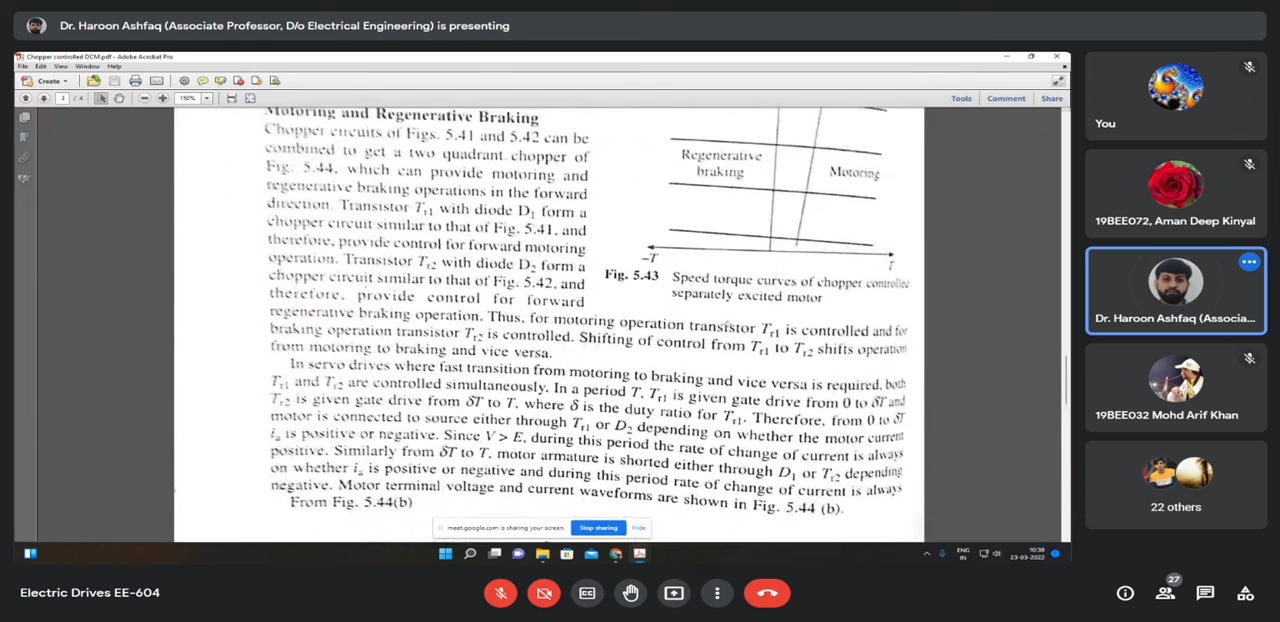 Dr. Haroon Ashfaq (Associate Professor, D/o Electrical Engineering) is presenting
Chopper controlled DCM.pdf - Adobe Acrobat Pro
File Edit View Window Help
Create
3 / 4
150%
Tools Comment Share
Motoring and Regenerative Braking
Chopper circuits of Figs. 5.41 and 5.42 can be
combined to get a two quadrant chopper of
Fig. 5.44, which can provide motoring and
regenerative braking operations in the forward
direction. Transistor Tr1 with diode D1 form a
chopper circuit similar to that of Fig. 5.41, and
therefore, provide control for forward motoring
operation. Transistor Tr2 with diode D2 form a
chopper circuit similar to that of Fig. 5.42, and
therefore, provide control for forward
Regenerative
braking
Motoring
–T
T
Fig. 5.43 Speed torque curves of chopper controlled
separately excited motor
regenerative braking operation. Thus, for motoring operation transistor Tr1 is controlled and for
braking operation transistor Tr2 is controlled. Shifting of control from Tr1 to Tr2 shifts operation
from motoring to braking and vice versa.
In servo drives where fast transition from motoring to braking and vice versa is required, both
Tr1 and Tr2 are controlled simultaneously. In a period T, Tr1 is given gate drive from 0 to δT and
Tr2 is given gate drive from δT to T, where δ is the duty ratio for Tr1. Therefore, from 0 to δT
motor is connected to source either through Tr1 or D2 depending on whether the motor current
ia is positive or negative. Since V > E, during this period the rate of change of current is always
positive. Similarly from δT to T, motor armature is shorted either through D1 or Tr2 depending
on whether ia is positive or negative and during this period rate of change of current is always
negative. Motor terminal voltage and current waveforms are shown in Fig. 5.44 (b).
From Fig. 5.44(b)
meet.google.com is sharing your screen. Stop sharing Hide
ENG
IN
10:38
23-03-2022
You
19BEE072, Aman Deep Kinyal
Dr. Haroon Ashfaq (Associa...
19BEE032 Mohd Arif Khan
22 others
Electric Drives EE-604
27